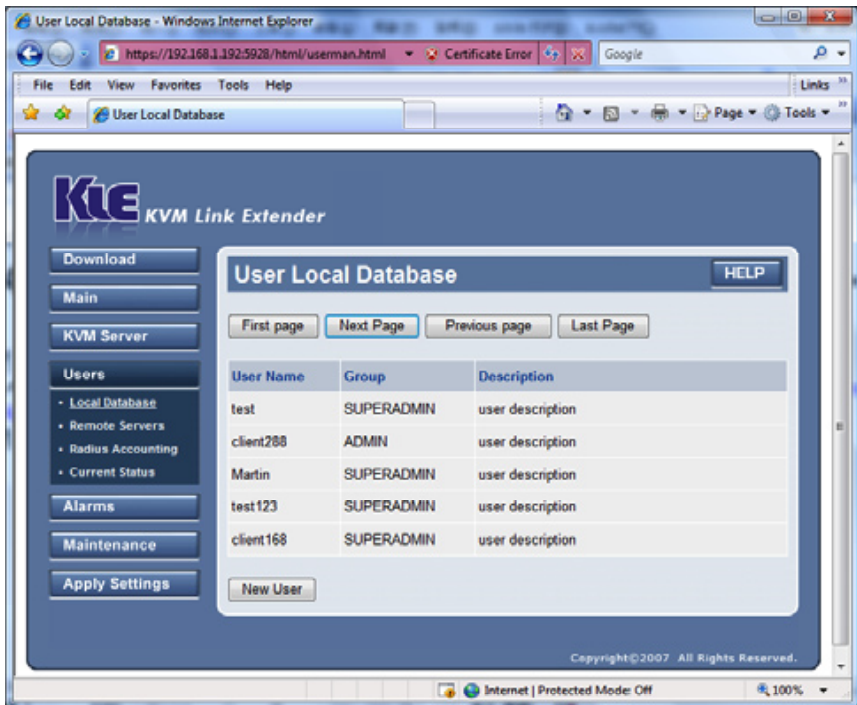 User Local Database - Windows Internet Explorer
https://192.168.1.192:5928/html/userman.html Certificate Error Google
File Edit View Favorites Tools Help Links
User Local Database Page Tools
KLE KVM Link Extender
Download
Main
KVM Server
Users
Local Database
Remote Servers
Radius Accounting
Current Status
Alarms
Maintenance
Apply Settings
User Local Database HELP
First page Next Page Previous page Last Page
User Name Group Description
test SUPERADMIN user description
client288 ADMIN user description
Martin SUPERADMIN user description
test123 SUPERADMIN user description
client168 SUPERADMIN user description
New User
Copyright©2007 All Rights Reserved.
Internet | Protected Mode: Off 100%